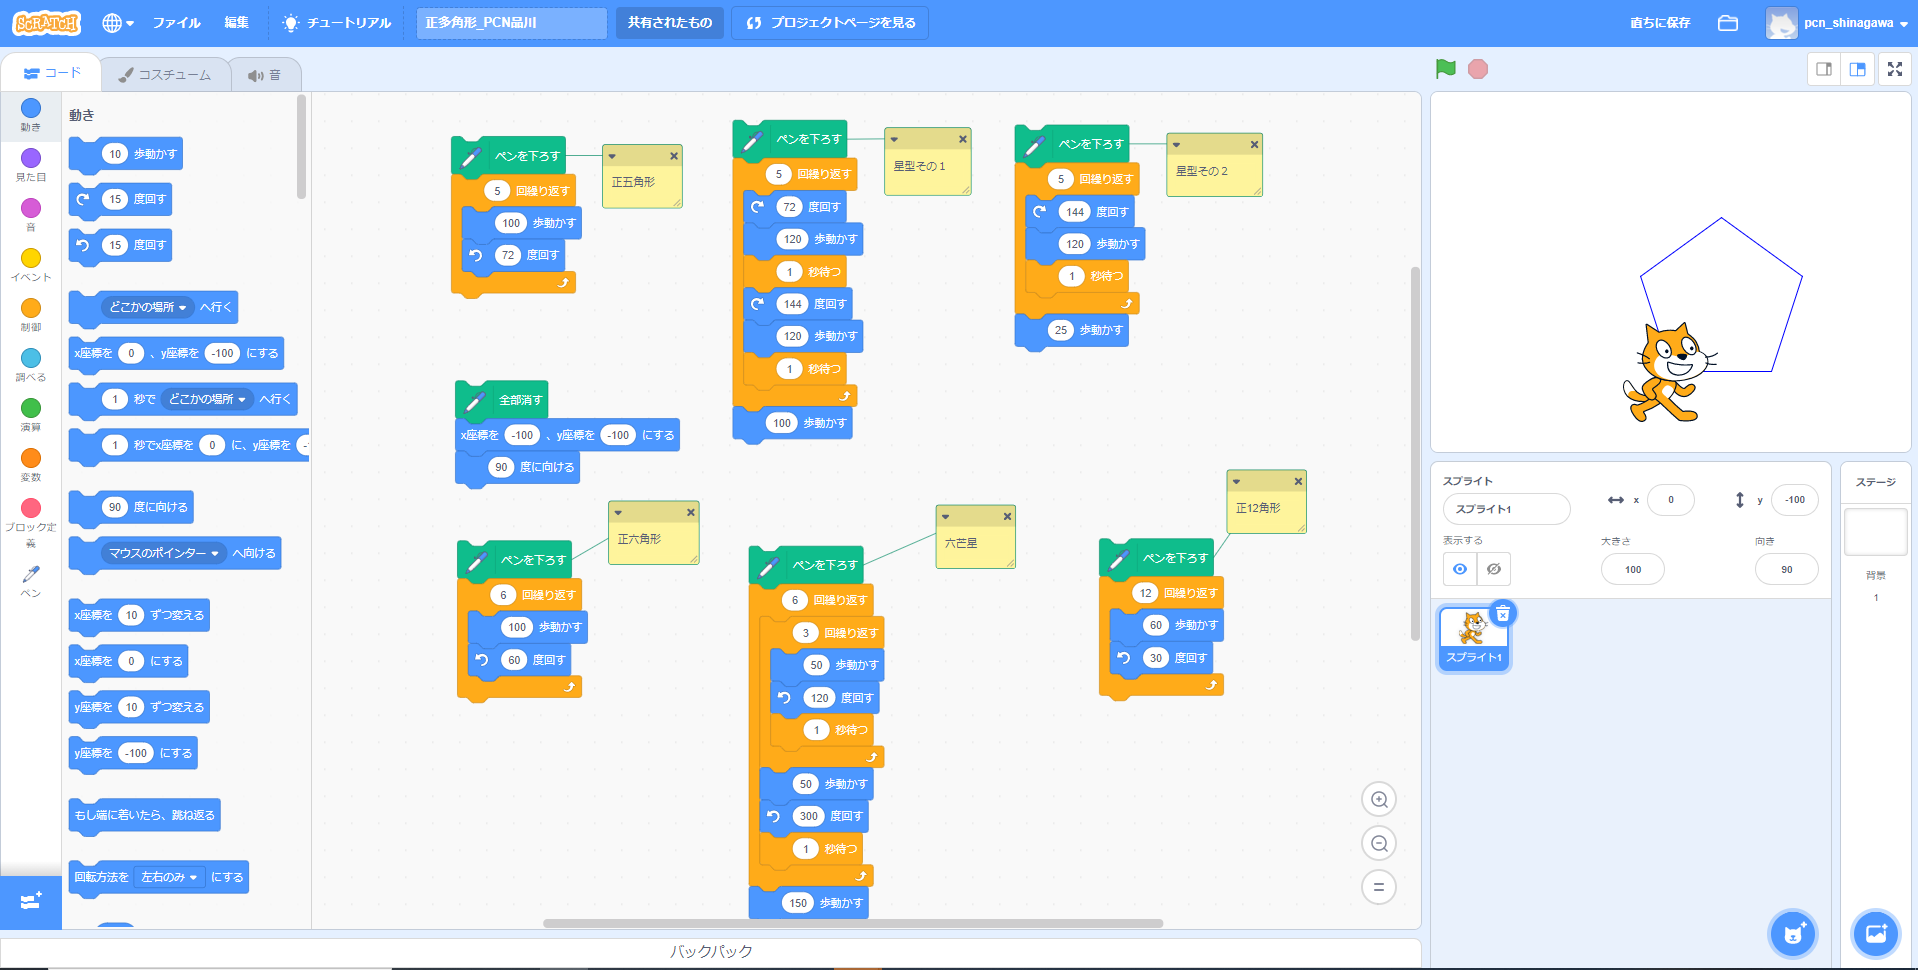 SCRATCH
ファイル
編集
チュートリアル
正多角形_PCN品川
共有されたもの
プロジェクトページを見る
直ちに保存
pcn_shinagawa
コード
コスチューム
音
動き
見た目
音
イベント
制御
調べる
演算
変数
ブロック定義
ペン
動き
10 歩動かす
15 度回す
15 度回す
どこかの場所 へ行く
x座標を 0 、y座標を -100 にする
1 秒で どこかの場所 へ行く
1 秒でx座標を 0 に、y座標を
90 度に向ける
マウスのポインター へ向ける
x座標を 10 ずつ変える
x座標を 0 にする
y座標を 10 ずつ変える
y座標を -100 にする
もし端に着いたら、跳ね返る
回転方法を 左右のみ にする
ペンを下ろす
5 回繰り返す
100 歩動かす
72 度回す
正五角形
ペンを下ろす
5 回繰り返す
72 度回す
120 歩動かす
1 秒待つ
144 度回す
120 歩動かす
1 秒待つ
100 歩動かす
星型その1
ペンを下ろす
5 回繰り返す
144 度回す
120 歩動かす
1 秒待つ
25 歩動かす
星型その2
全部消す
x座標を -100 、y座標を -100 にする
90 度に向ける
ペンを下ろす
6 回繰り返す
100 歩動かす
60 度回す
正六角形
ペンを下ろす
6 回繰り返す
3 回繰り返す
50 歩動かす
120 度回す
1 秒待つ
50 歩動かす
300 度回す
1 秒待つ
150 歩動かす
六芒星
ペンを下ろす
12 回繰り返す
60 歩動かす
30 度回す
正12角形
バックパック
スプライト
スプライト1
x 0
y -100
表示する
大きさ
100
向き
90
スプライト1
ステージ
背景
1